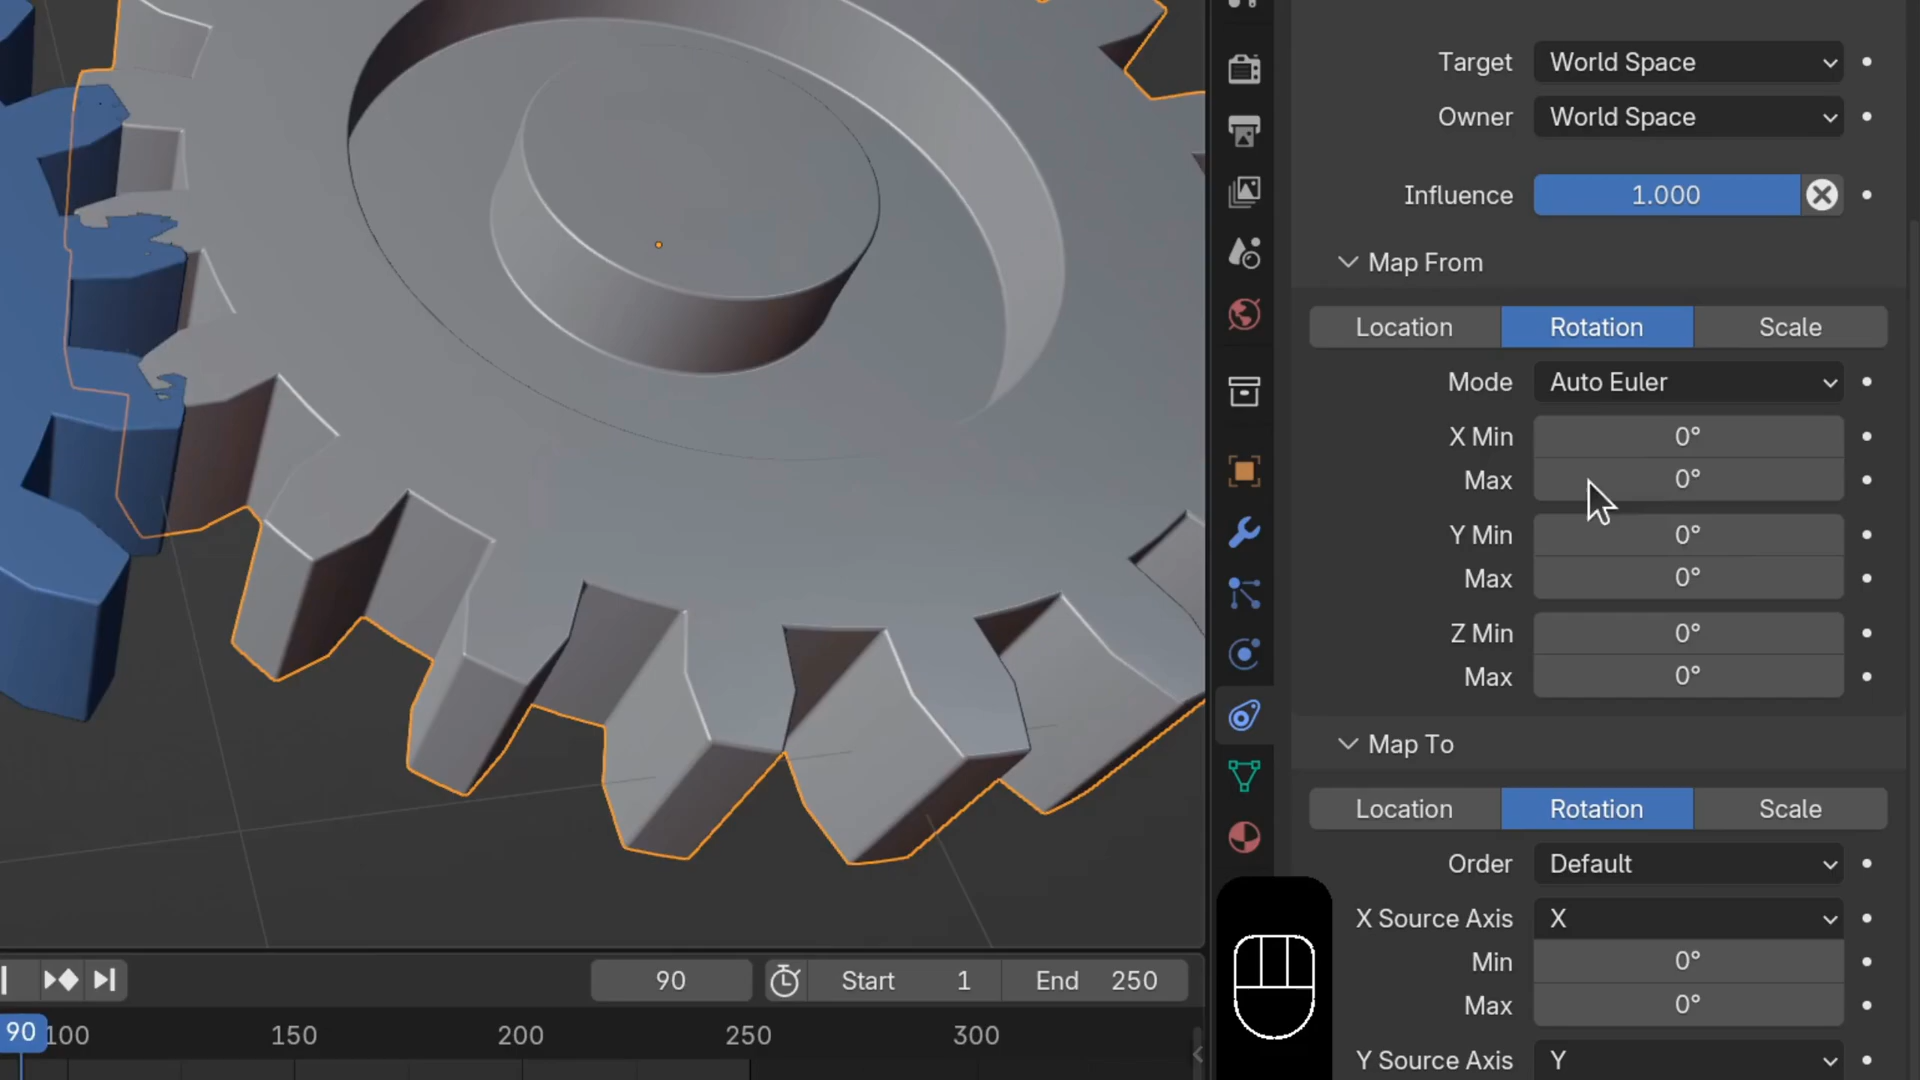 Target World Space
Owner World Space
Influence 1.000
Map From
Location Rotation Scale
Mode Auto Euler
X Min 0°
Max 0°
Y Min 0°
Max 0°
Z Min 0°
Max 0°
Map To
Location Rotation Scale
Order Default
X Source Axis X
Min 0°
Max 0°
Y Source Axis Y
90 Start 1 End 250
90 100 150 200 250 300